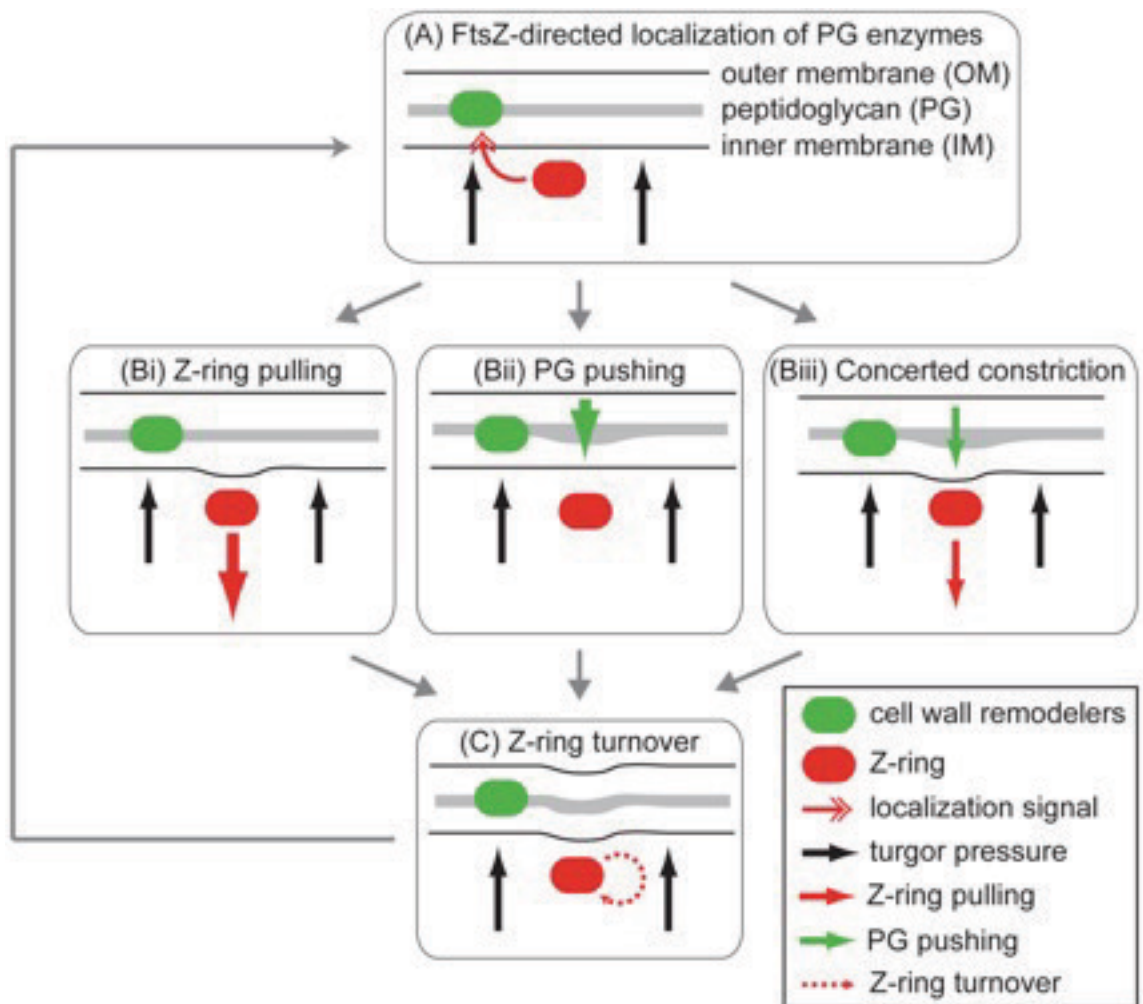 (A) FtsZ-directed localization of PG enzymes
outer membrane (OM)
peptidoglycan (PG)
inner membrane (IM)
(Bi) Z-ring pulling
(Bii) PG pushing
(Biii) Concerted constriction
(C) Z-ring turnover
cell wall remodelers
Z-ring
localization signal
turgor pressure
Z-ring pulling
PG pushing
Z-ring turnover